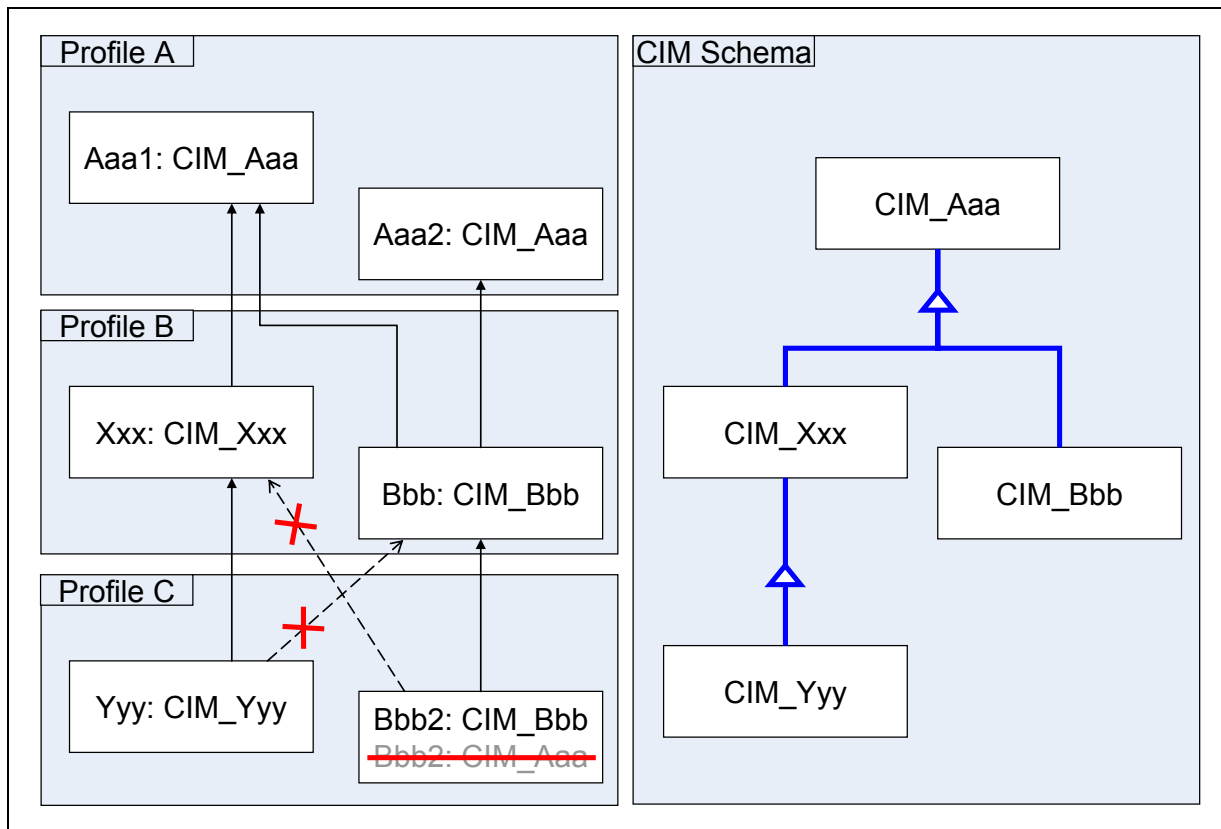 Profile A
Aaa1: CIM_Aaa
Aaa2: CIM_Aaa
Profile B
Xxx: CIM_Xxx
Bbb: CIM_Bbb
Profile C
Yyy: CIM_Yyy
Bbb2: CIM_Bbb
Bbb2: CIM_Aaa
CIM Schema
CIM_Aaa
CIM_Xxx
CIM_Bbb
CIM_Yyy